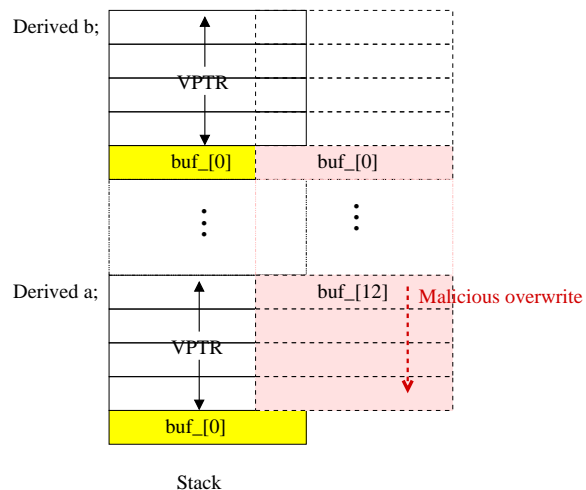 Derived b;
VPTR
buf_[0] buf_[0]
Derived a;
buf_[12]
Malicious overwrite
VPTR
buf_[0]
Stack